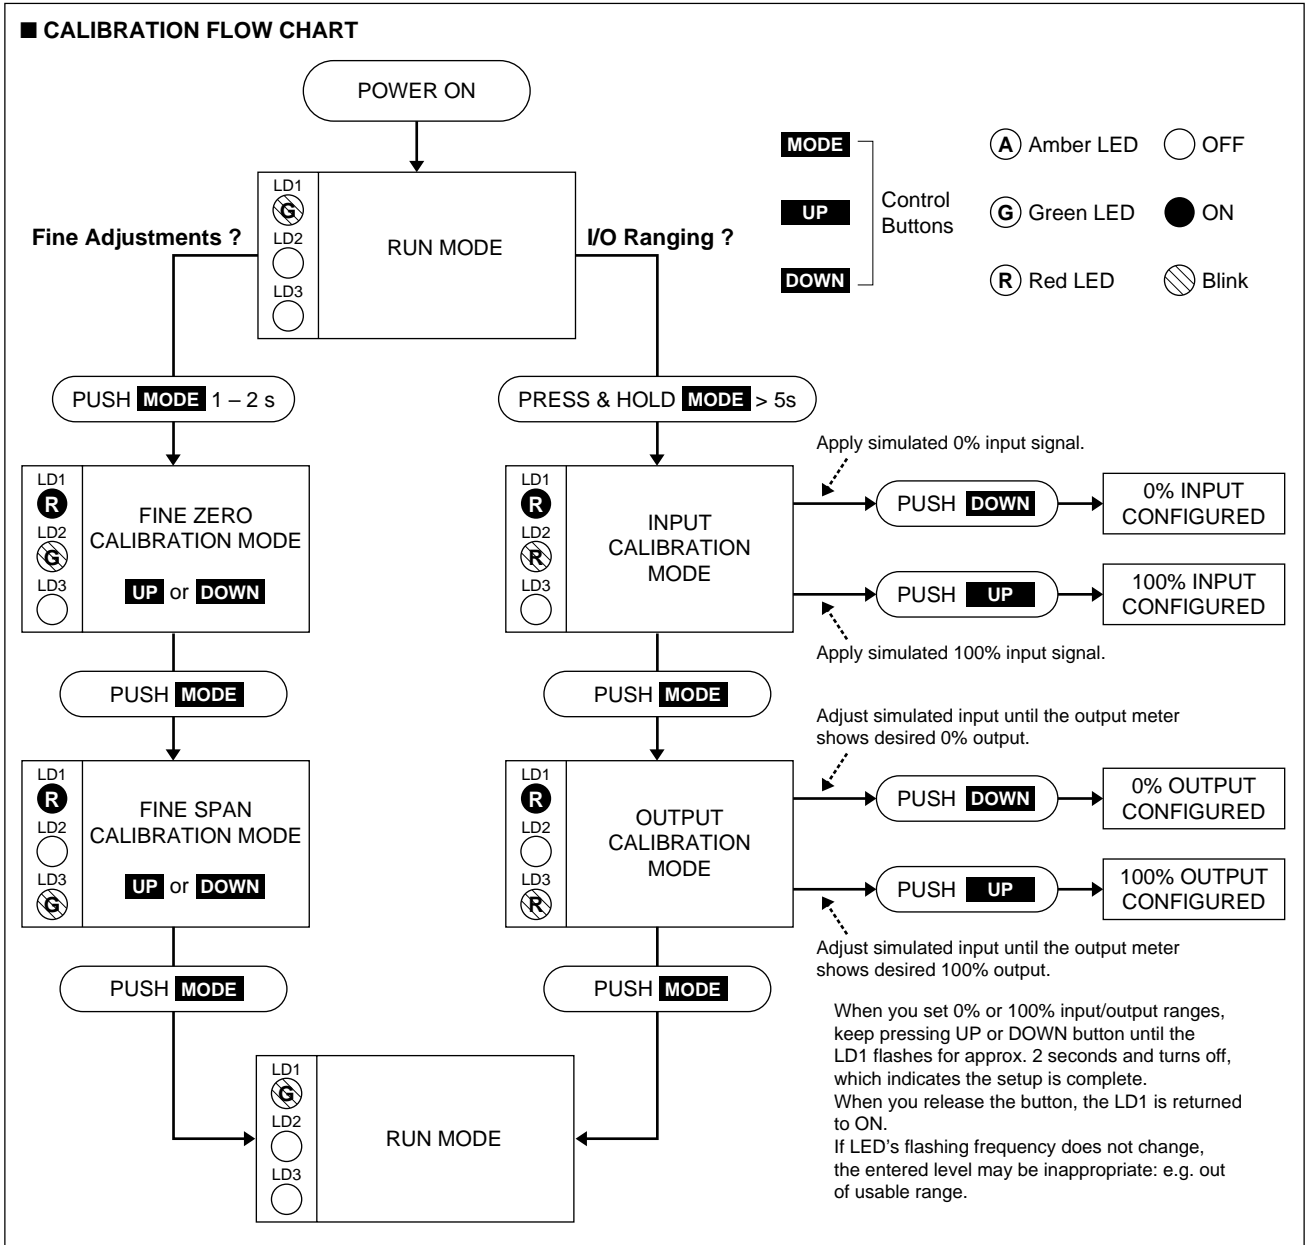 ■ CALIBRATION FLOW CHART
POWER ON
MODE
UP
DOWN
Control
Buttons
A Amber LED
OFF
G Green LED
ON
R Red LED
Blink
Fine Adjustments ?
LD1
G
LD2
LD3
RUN MODE
I/O Ranging ?
PUSH MODE 1 – 2 s
PRESS & HOLD MODE > 5s
LD1
R
LD2
G
LD3
FINE ZERO
CALIBRATION MODE
UP or DOWN
LD1
R
LD2
R
LD3
INPUT
CALIBRATION
MODE
Apply simulated 0% input signal.
PUSH DOWN
0% INPUT
CONFIGURED
PUSH UP
100% INPUT
CONFIGURED
Apply simulated 100% input signal.
PUSH MODE
PUSH MODE
LD1
R
LD2
LD3
G
FINE SPAN
CALIBRATION MODE
UP or DOWN
LD1
R
LD2
LD3
R
OUTPUT
CALIBRATION
MODE
Adjust simulated input until the output meter
shows desired 0% output.
PUSH DOWN
0% OUTPUT
CONFIGURED
PUSH UP
100% OUTPUT
CONFIGURED
Adjust simulated input until the output meter
shows desired 100% output.
PUSH MODE
PUSH MODE
LD1
G
LD2
LD3
RUN MODE
When you set 0% or 100% input/output ranges,
keep pressing UP or DOWN button until the
LD1 flashes for approx. 2 seconds and turns off,
which indicates the setup is complete.
When you release the button, the LD1 is returned
to ON.
If LED's flashing frequency does not change,
the entered level may be inappropriate: e.g. out
of usable range.